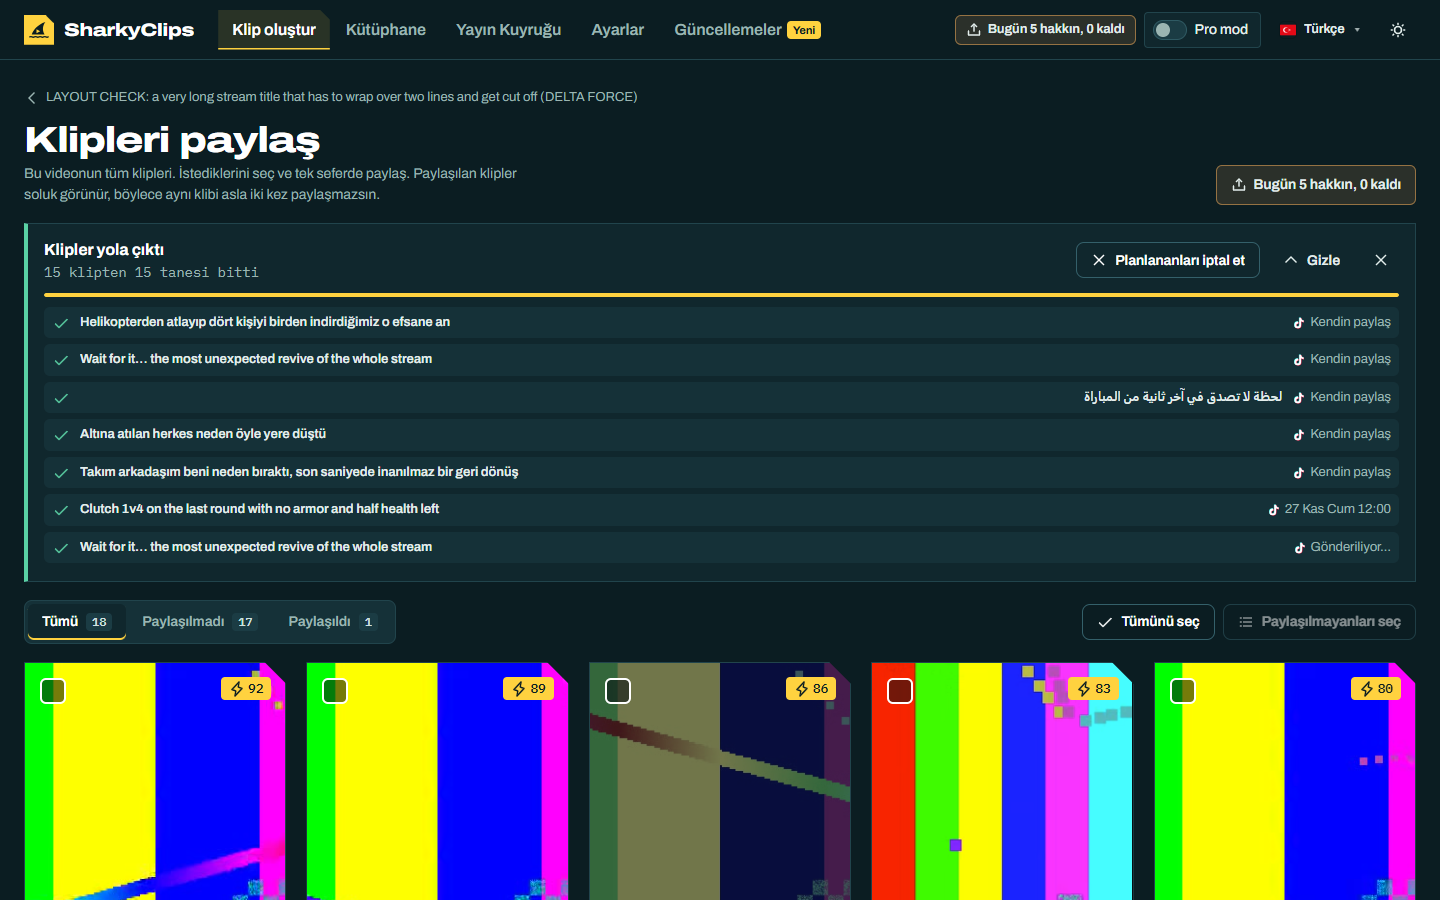 SharkyClips
Klip oluştur
Kütüphane
Yayın Kuyruğu
Ayarlar
Güncellemeler Yeni
Bugün 5 hakkın, 0 kaldı
Pro mod
Türkçe
LAYOUT CHECK: a very long stream title that has to wrap over two lines and get cut off (DELTA FORCE)
Klipleri paylaş
Bu videonun tüm klipleri. İstediklerini seç ve tek seferde paylaş. Paylaşılan klipler
soluk görünür, böylece aynı klibi asla iki kez paylaşmazsın.
Bugün 5 hakkın, 0 kaldı
Klipler yola çıktı
15 klipten 15 tanesi bitti
Planlananları iptal et
Gizle
Helikopterden atlayıp dört kişiyi birden indirdiğimiz o efsane an
Kendin paylaş
Wait for it... the most unexpected revive of the whole stream
Kendin paylaş
لحظة لا تصدق في آخر ثانية من المباراة
Kendin paylaş
Altına atılan herkes neden öyle yere düştü
Kendin paylaş
Takım arkadaşım beni neden bıraktı, son saniyede inanılmaz bir geri dönüş
Kendin paylaş
Clutch 1v4 on the last round with no armor and half health left
27 Kas Cum 12:00
Wait for it... the most unexpected revive of the whole stream
Gönderiliyor...
Tümü 18
Paylaşılmadı 17
Paylaşıldı 1
Tümünü seç
Paylaşılmayanları seç
92
89
86
83
80